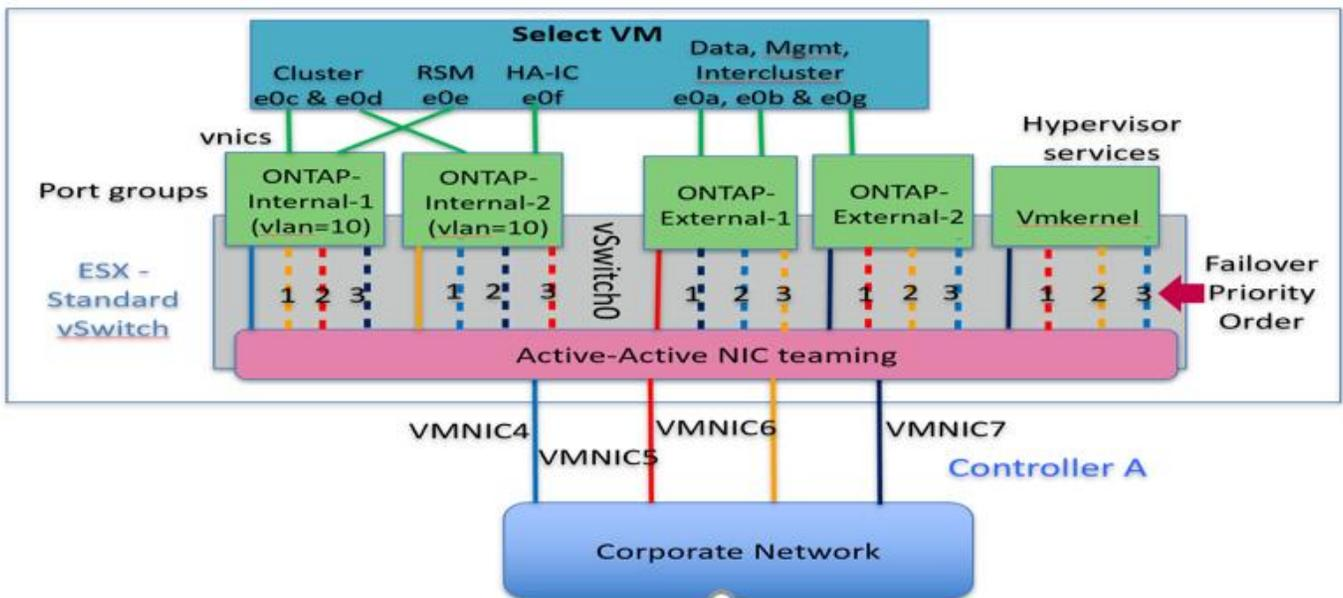 Select VM
Cluster
e0c & e0d
RSM
e0e
HA-IC
e0f
Data, Mgmt,
Intercluster
e0a, e0b & e0g
vnics
Hypervisor
services
Port groups
ONTAP-
Internal-1
(vlan=10)
ONTAP-
Internal-2
(vlan=10)
vSwitch0
ONTAP-
External-1
ONTAP-
External-2
Vmkernel
ESX -
Standard
vSwitch
1 2 3
1 2 3
1 2 3
1 2 3
1 2 3
Failover
Priority
Order
Active-Active NIC teaming
VMNIC4
VMNIC5
VMNIC6
VMNIC7
Controller A
Corporate Network